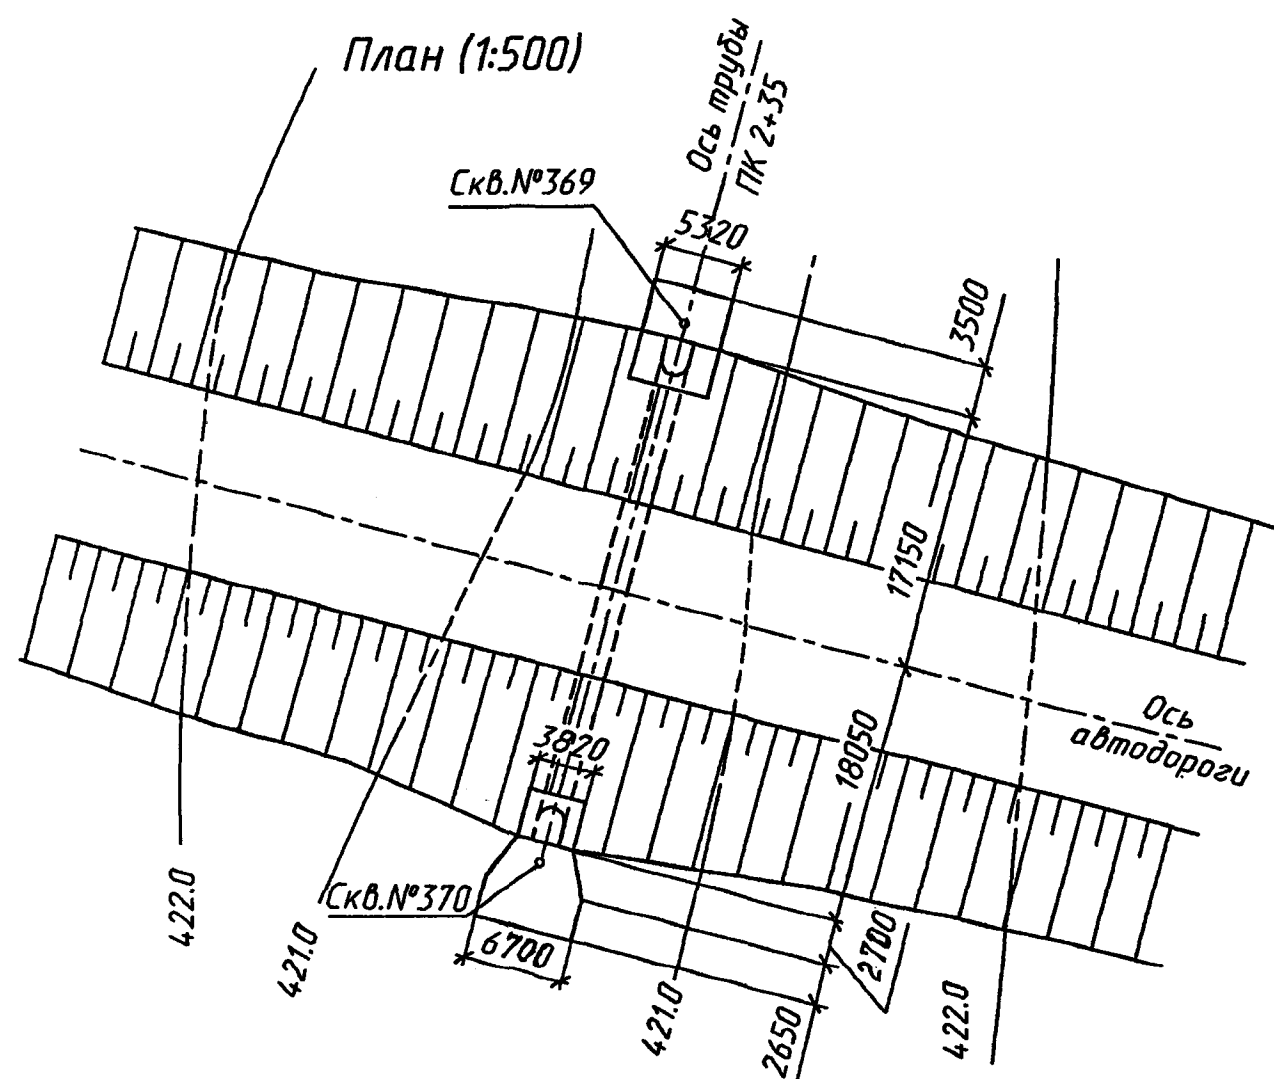 План (1:500)
Ось трубы
ПК 2+35
Скв.№369
5320
3500
17150
Ось
автодороги
18050
3820
Скв.№370
6700
2700
2650
422.0
421.0
421.0
422.0